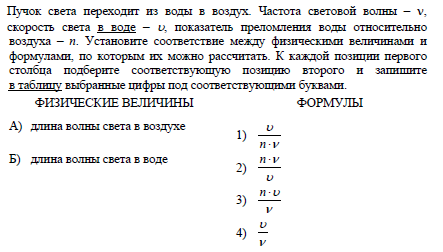 Пучок света переходит из воды в воздух. Частота световой волны – ν,
скорость света в воде – υ, показатель преломления воды относительно
воздуха – n. Установите соответствие между физическими величинами и
формулами, по которым их можно рассчитать. К каждой позиции первого
столбца подберите соответствующую позицию второго и запишите
в таблицу выбранные цифры под соответствующими буквами.
ФИЗИЧЕСКИЕ ВЕЛИЧИНЫ ФОРМУЛЫ
А) длина волны света в воздухе
1) υ / (n · ν)
Б) длина волны света в воде
2) (n · ν) / υ
3) (n · υ) / ν
4) υ / ν